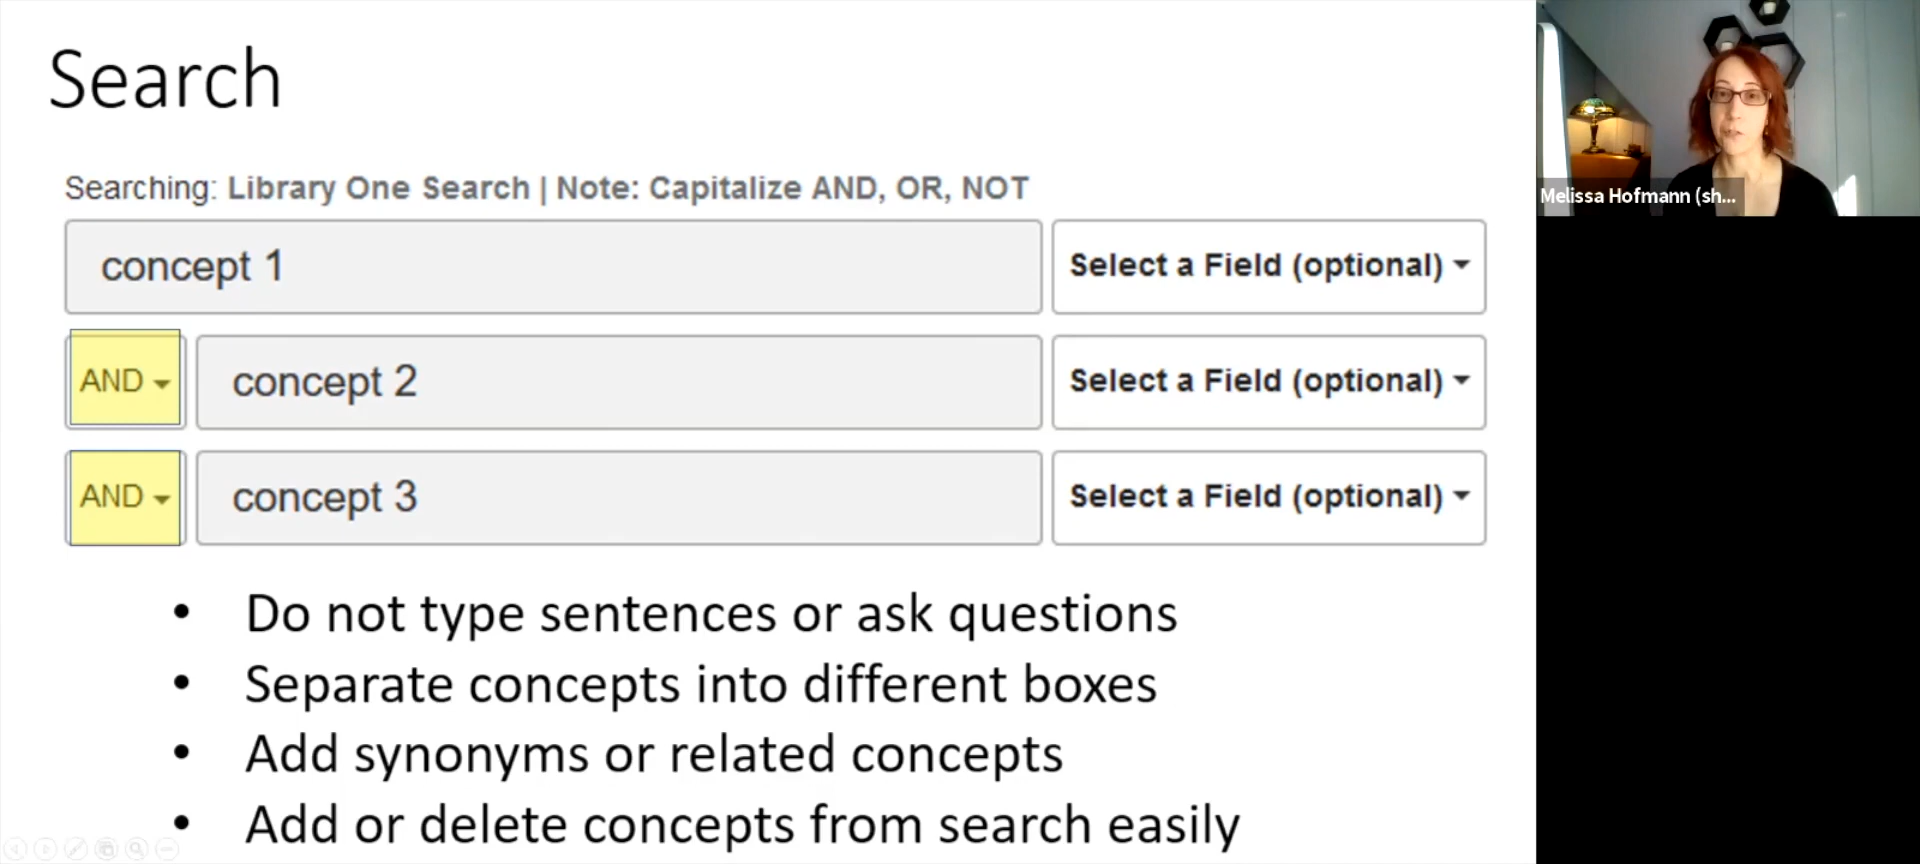 Search
Searching: Library One Search | Note: Capitalize AND, OR, NOT
concept 1
Select a Field (optional)
AND
concept 2
Select a Field (optional)
AND
concept 3
Select a Field (optional)
• Do not type sentences or ask questions
• Separate concepts into different boxes
• Add synonyms or related concepts
• Add or delete concepts from search easily
Melissa Hofmann (sh...